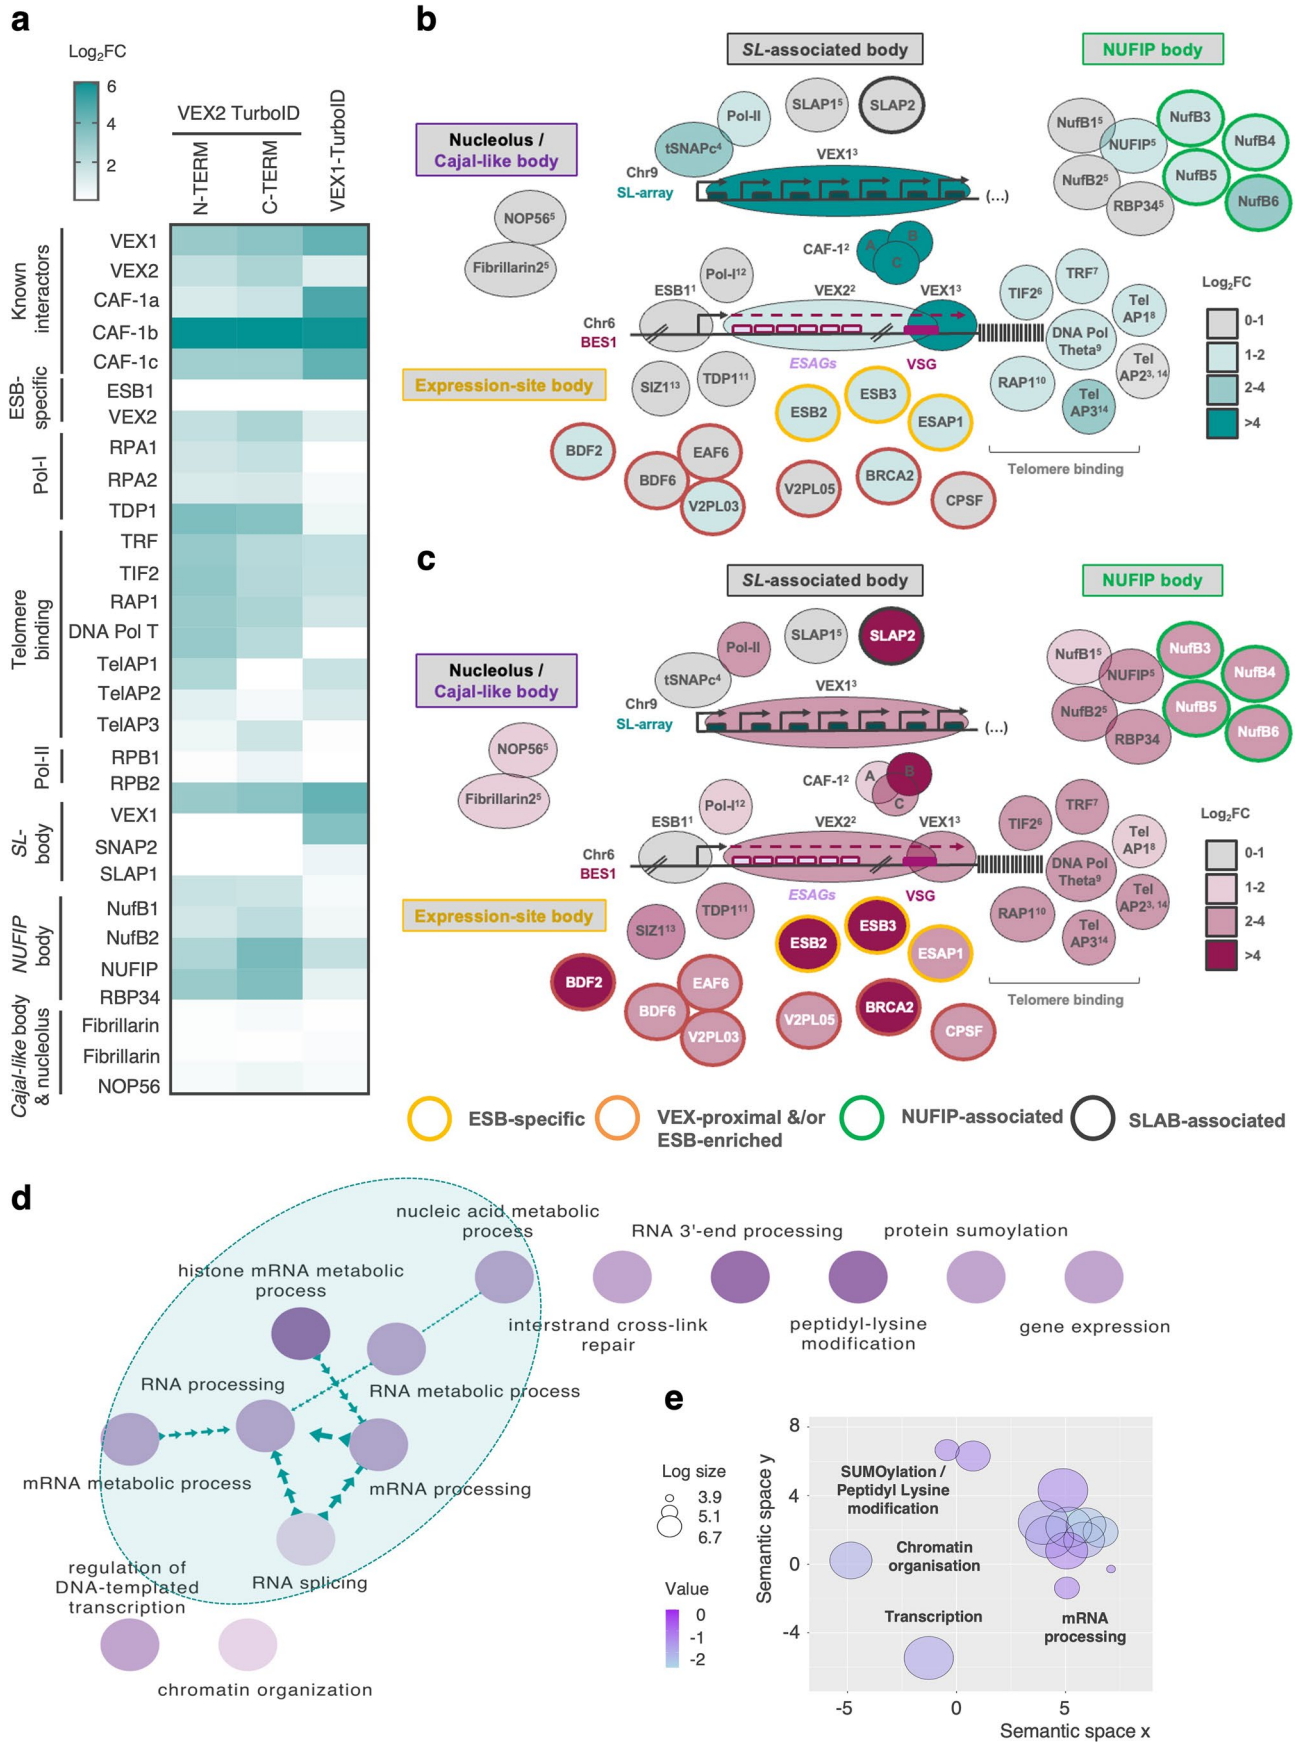 a
Log2FC
6
4
2
VEX2 TurboID
N-TERM
C-TERM
VEX1-TurboID
Known
interactors
VEX1
VEX2
CAF-1a
CAF-1b
CAF-1c
ESB-
specific
ESB1
VEX2
Pol-I
RPA1
RPA2
TDP1
Telomere
binding
TRF
TIF2
RAP1
DNA Pol T
TelAP1
TelAP2
TelAP3
Pol-II
RPB1
RPB2
SL-
body
VEX1
SNAP2
SLAP1
NUFIP
body
NufB1
NufB2
NUFIP
RBP34
Cajal-like body
& nucleolus
Fibrillarin
Fibrillarin
NOP56
b
SL-associated body
NUFIP body
Nucleolus /
Cajal-like body
Pol-II
SLAP1⁵
SLAP2
tSNAPc⁴
VEX1³
Chr9
SL-array
(...)
NufB1⁵
NUFIP⁵
NufB3
NufB4
NufB2⁵
NufB5
RBP34⁵
NufB6
NOP56⁵
Fibrillarin2⁵
CAF-1²
A
B
C
Pol-I¹²
ESB1¹
VEX2²
VEX1³
Chr6
BES1
ESAGs
VSG
TIF2⁶
TRF⁷
Tel
AP1⁸
DNA Pol
Theta⁹
RAP1¹⁰
Tel
AP2³, ¹⁴
Tel
AP3¹⁴
Telomere binding
Log2FC
0-1
1-2
2-4
>4
Expression-site body
SIZ1¹³
TDP1¹¹
ESB2
ESB3
ESAP1
BDF2
EAF6
BDF6
V2PL03
V2PL05
BRCA2
CPSF
c
SL-associated body
NUFIP body
Nucleolus /
Cajal-like body
Pol-II
SLAP1⁵
SLAP2
tSNAPc⁴
VEX1³
Chr9
SL-array
(...)
NufB1⁵
NUFIP⁵
NufB3
NufB4
NufB2⁵
NufB5
RBP34
NufB6
NOP56⁵
Fibrillarin2⁵
CAF-1²
A
B
C
Pol-I¹²
ESB1¹
VEX2²
VEX1³
Chr6
BES1
ESAGs
VSG
TIF2⁶
TRF⁷
Tel
AP1⁸
DNA Pol
Theta⁹
RAP1¹⁰
Tel
AP2³, ¹⁴
Tel
AP3¹⁴
Telomere binding
Log2FC
0-1
1-2
2-4
>4
Expression-site body
SIZ1¹³
TDP1¹¹
ESB2
ESB3
ESAP1
BDF2
EAF6
BDF6
V2PL03
V2PL05
BRCA2
CPSF
ESB-specific
VEX-proximal &/or
ESB-enriched
NUFIP-associated
SLAB-associated
d
nucleic acid metabolic
process
histone mRNA metabolic
process
RNA processing
RNA metabolic process
mRNA metabolic process
mRNA processing
RNA splicing
regulation of
DNA-templated
transcription
chromatin organization
RNA 3'-end processing
protein sumoylation
interstrand cross-link
repair
peptidyl-lysine
modification
gene expression
e
Log size
3.9
5.1
6.7
Value
0
-1
-2
Semantic space y
8
4
0
-4
SUMOylation /
Peptidyl Lysine
modification
Chromatin
organisation
Transcription
mRNA
processing
-5
0
5
Semantic space x